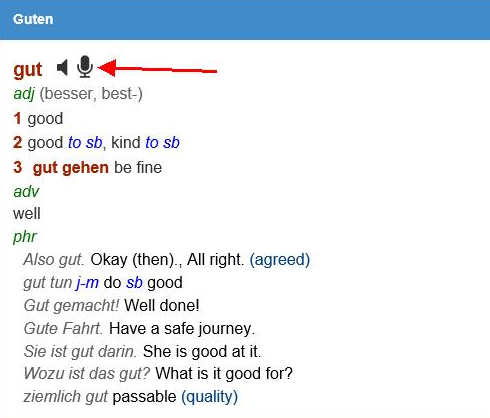 Guten
gut
adj (besser, best-)
1 good
2 good to sb, kind to sb
3 gut gehen be fine
adv
well
phr
Also gut. Okay (then)., All right. (agreed)
gut tun j-m do sb good
Gut gemacht! Well done!
Gute Fahrt. Have a safe journey.
Sie ist gut darin. She is good at it.
Wozu ist das gut? What is it good for?
ziemlich gut passable (quality)